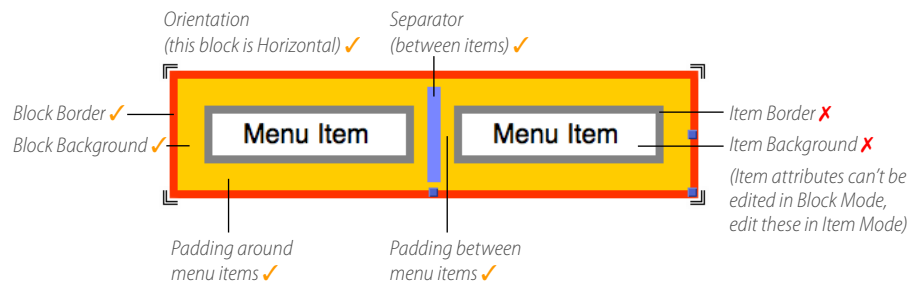 Orientation
(this block is Horizontal) ✓
Separator
(between items) ✓
Block Border ✓
Block Background ✓
Menu Item
Menu Item
Item Border ✗
Item Background ✗
(Item attributes can't be
edited in Block Mode,
edit these in Item Mode)
Padding around
menu items ✓
Padding between
menu items ✓